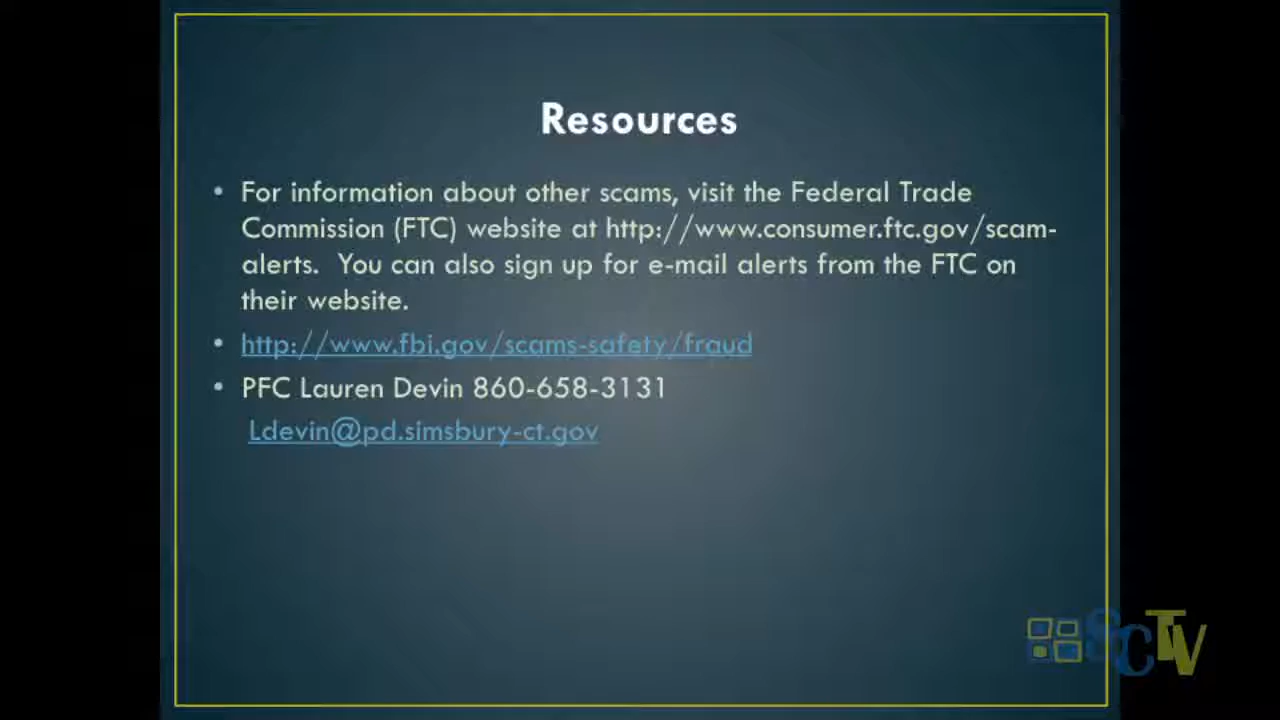 Resources
• For information about other scams, visit the Federal Trade
Commission (FTC) website at http://www.consumer.ftc.gov/scam-
alerts.  You can also sign up for e-mail alerts from the FTC on
their website.
• http://www.fbi.gov/scams-safety/fraud
• PFC Lauren Devin 860-658-3131
Ldevin@pd.simsbury-ct.gov
SCTV